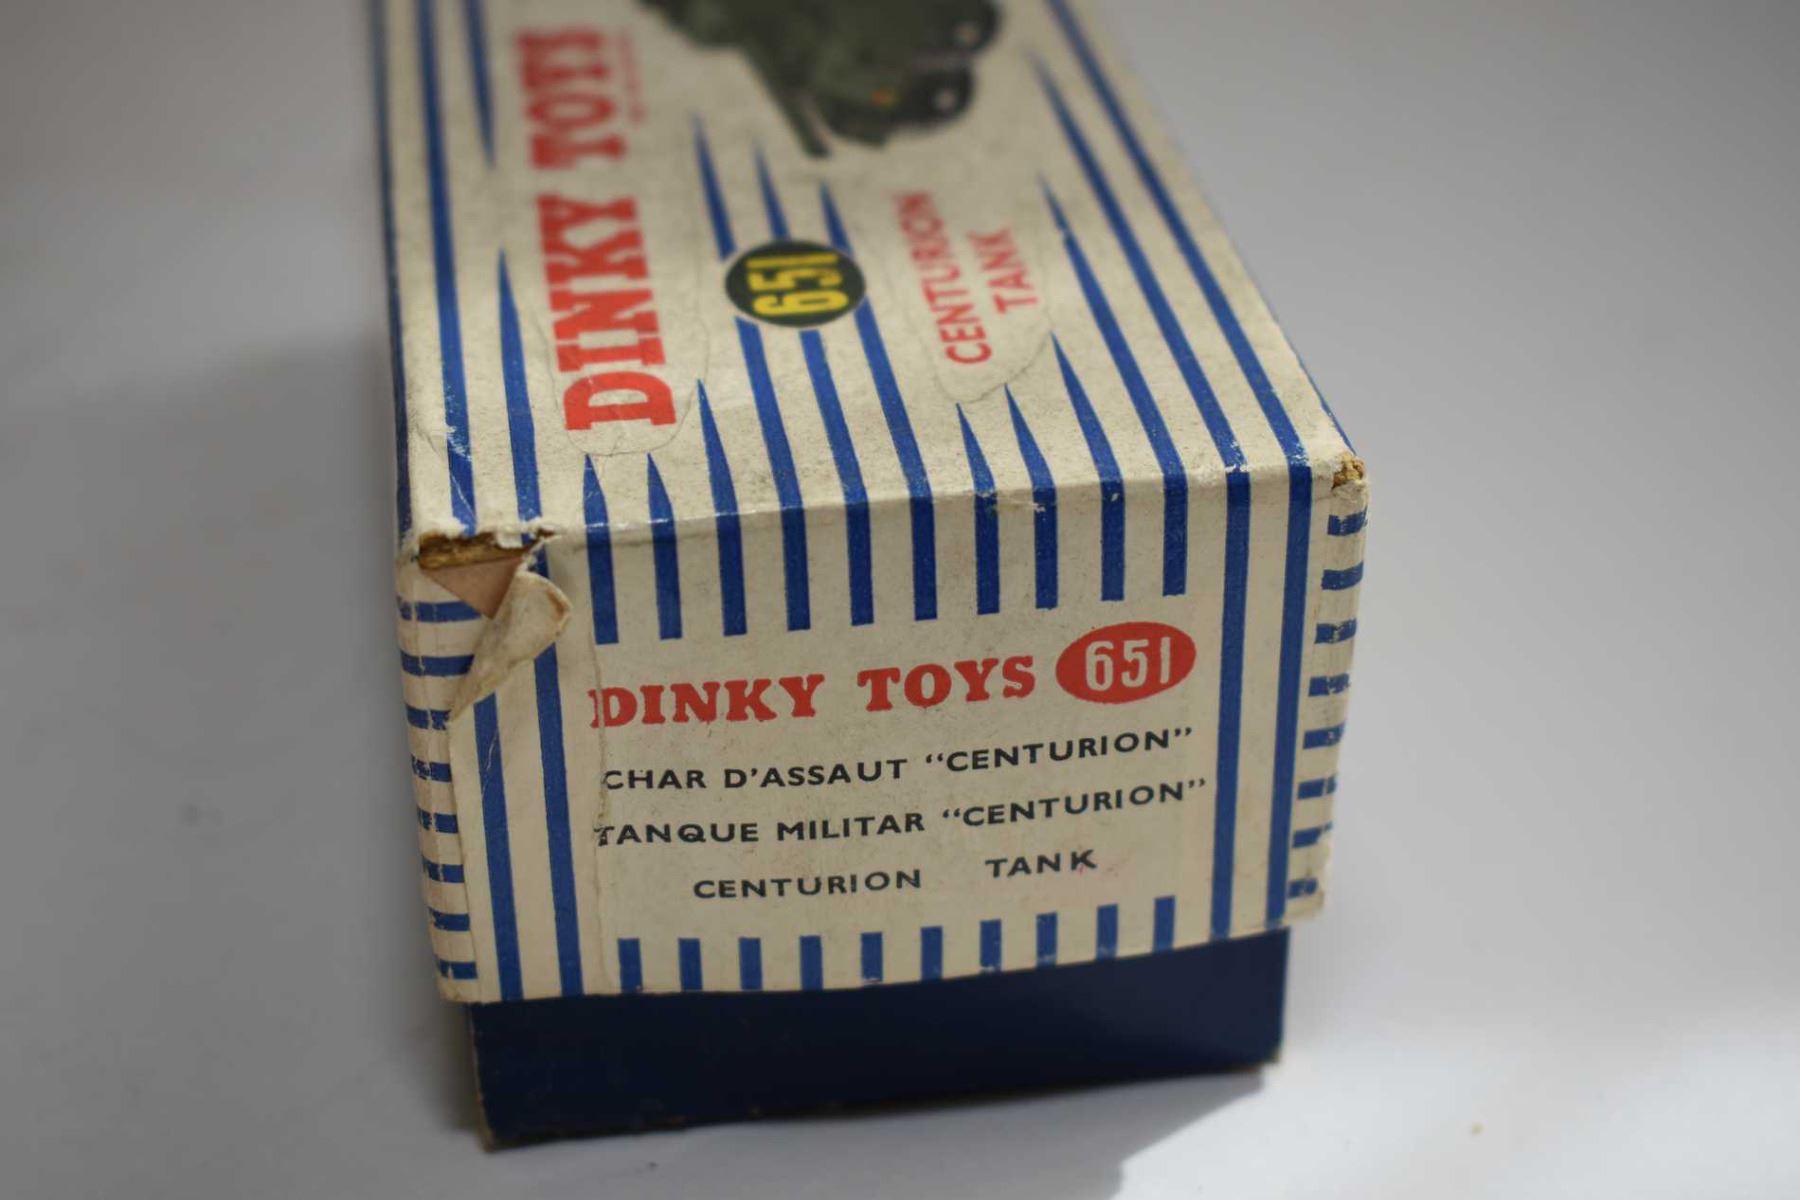 DINKY TOYS
651
CENTURION
TANK
DINKY TOYS 651
CHAR D'ASSAUT “CENTURION”
TANQUE MILITAR “CENTURION”
CENTURION TANK